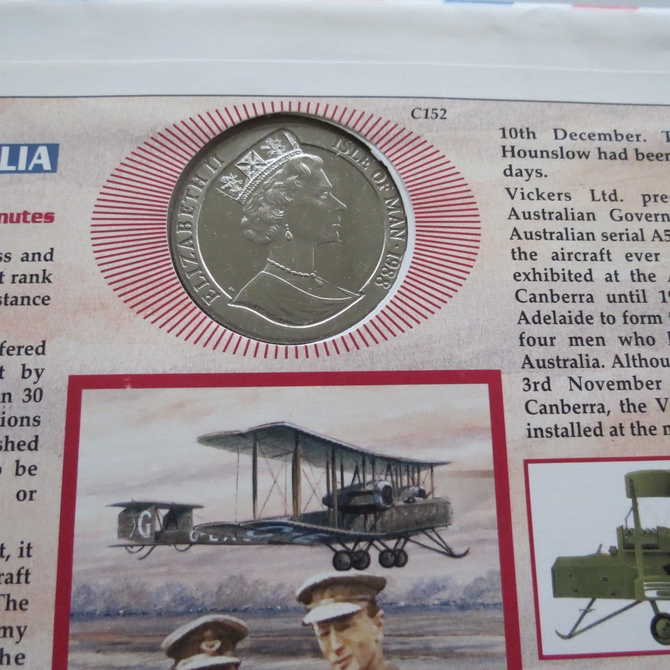 LIA
nutes
ss and
t rank
stance
fered
t by
n 30
ions
shed
o be
or
t, it
raft
The
my
the
C152
ELIZABETH II
ISLE OF MAN · 1988
G
10th December. T
Hounslow had been
days.
Vickers Ltd. pre
Australian Govern
Australian serial A5
the aircraft ever
exhibited at the A
Canberra until 19
Adelaide to form
four men who
Australia. Althou
3rd November
Canberra, the V
installed at the m